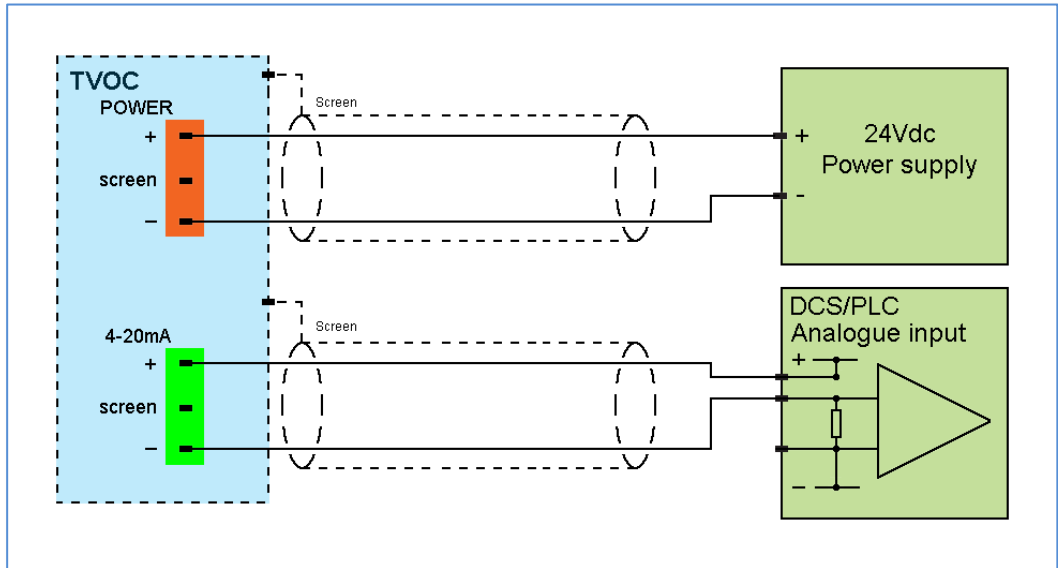 TVOC
POWER
+
screen
–
Screen
+
24Vdc
Power supply
-
4-20mA
+
screen
–
Screen
DCS/PLC
Analogue input
+
–